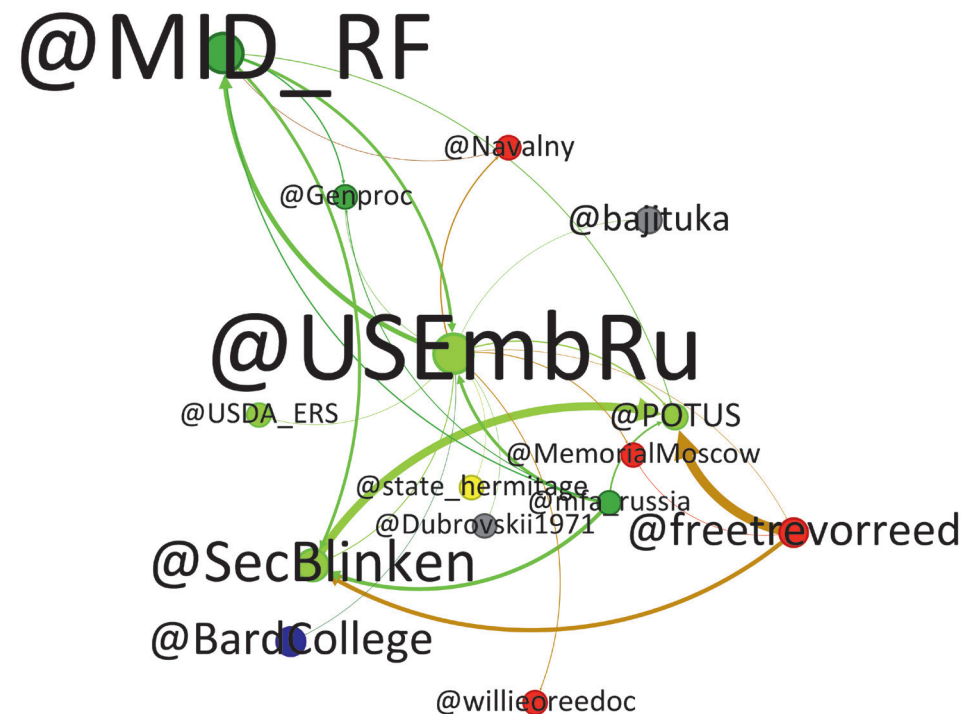 @MID_RF
@Navalny
@Genproc
@bajituka
@USEmbRu
@USDA_ERS
@POTUS
@MemorialMoscow
@state_hermitage
@mfa_russia
@Dubrovskii1971
@freetrevorreed
@SecBlinken
@BardCollege
@willieoreedoc